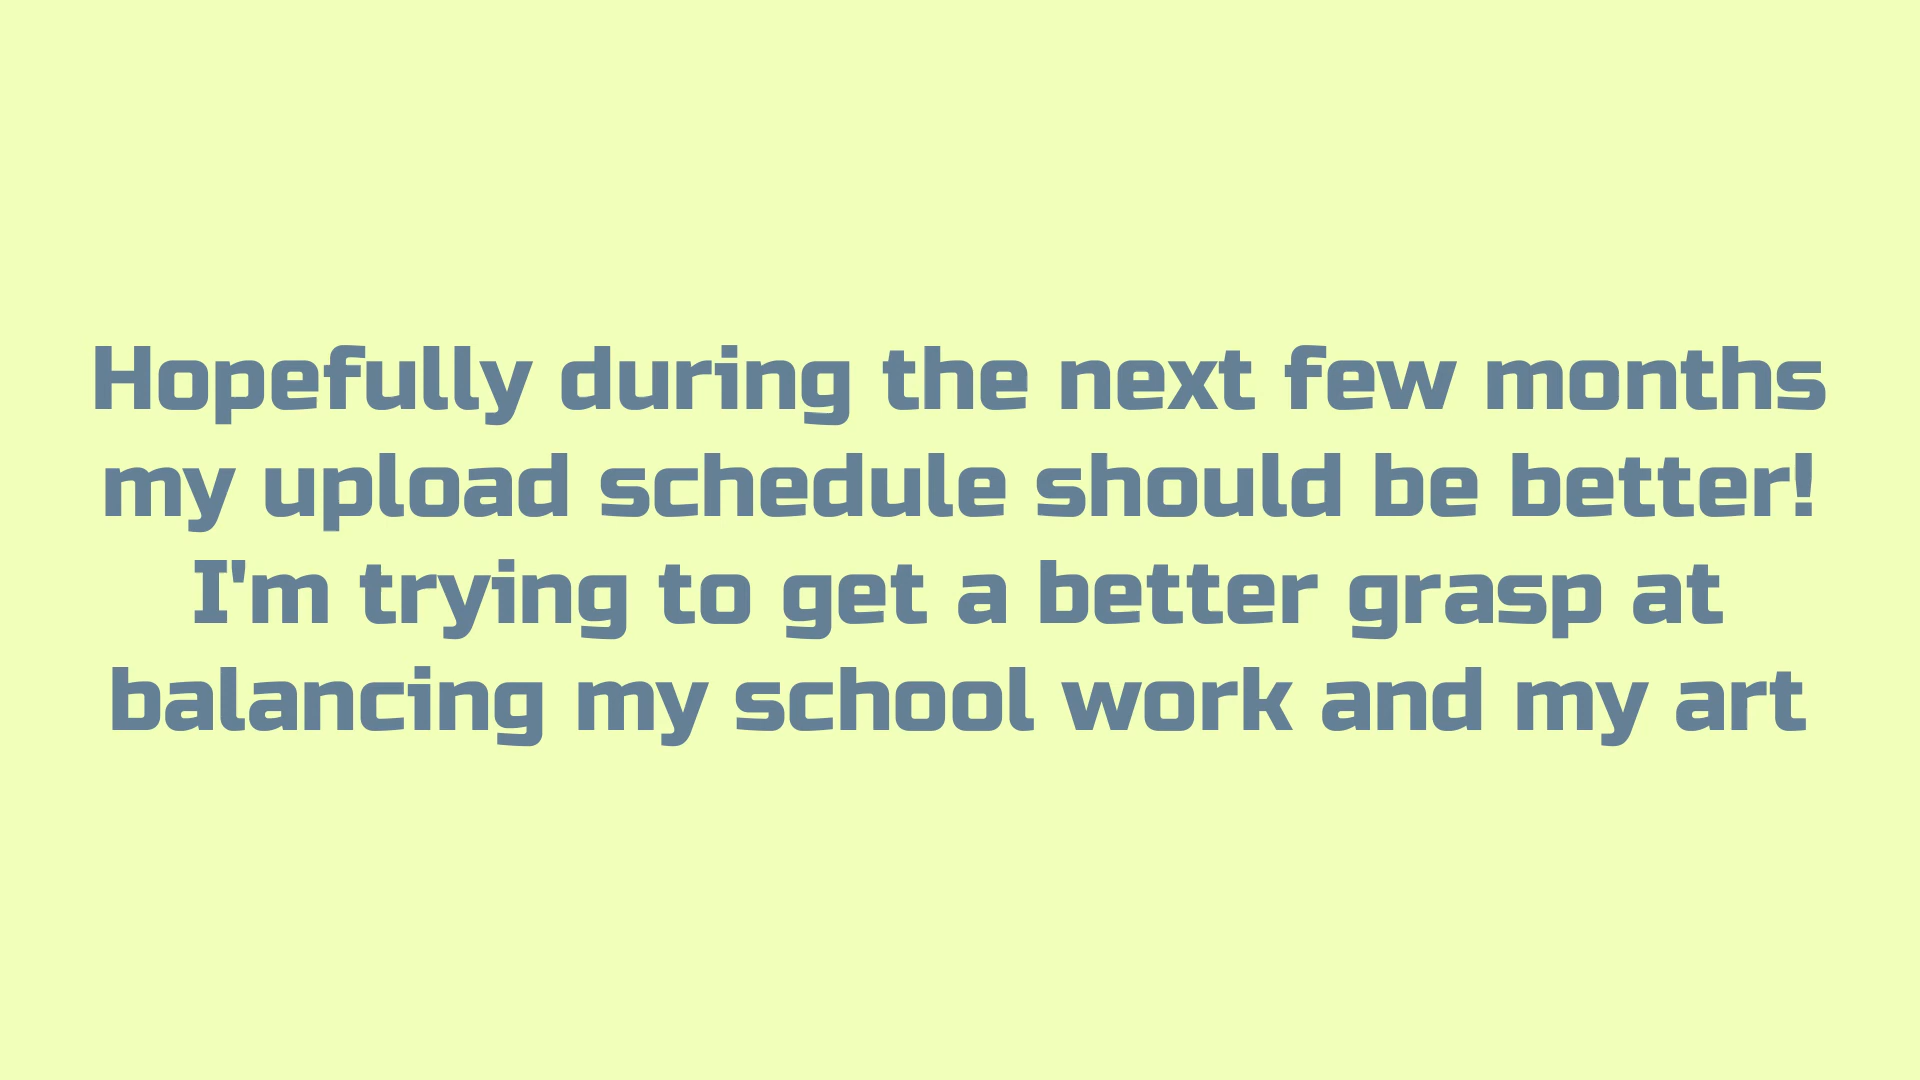 Hopefully during the next few months
my upload schedule should be better!
I'm trying to get a better grasp at
balancing my school work and my art